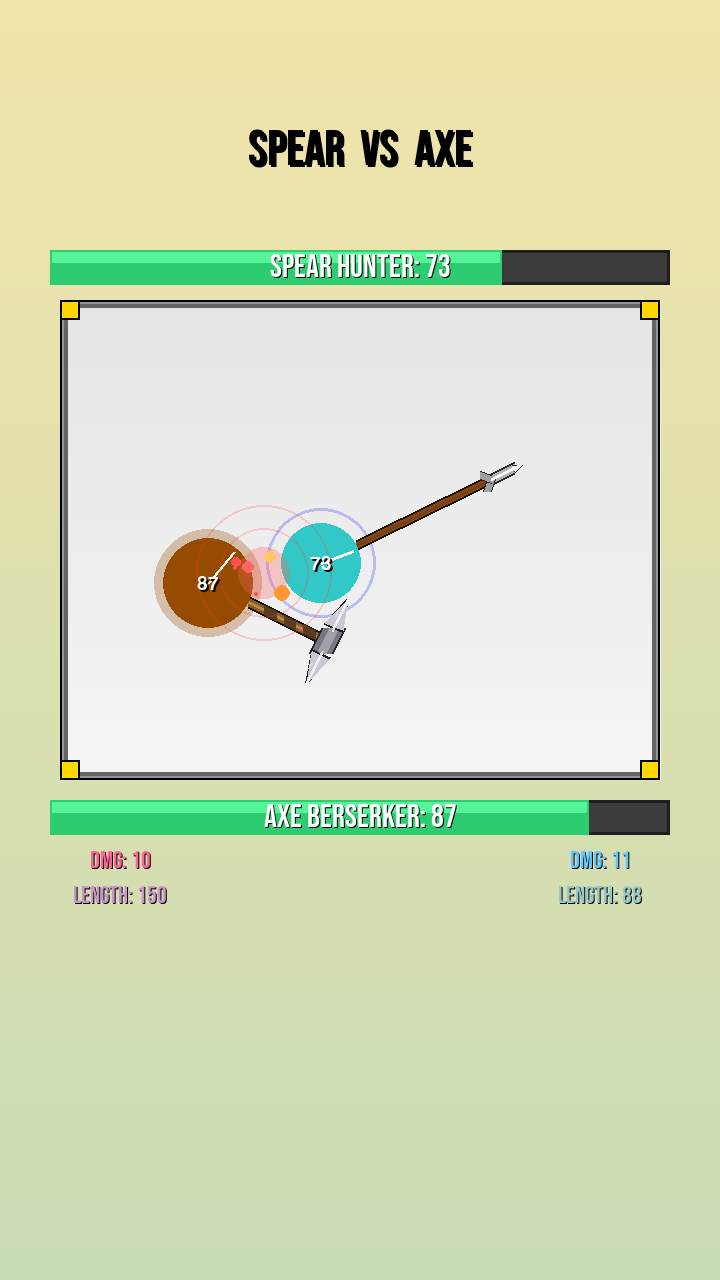 SPEAR VS AXE
SPEAR HUNTER: 73
73
87
AXE BERSERKER: 87
DMG: 10
DMG: 11
LENGTH: 150
LENGTH: 88